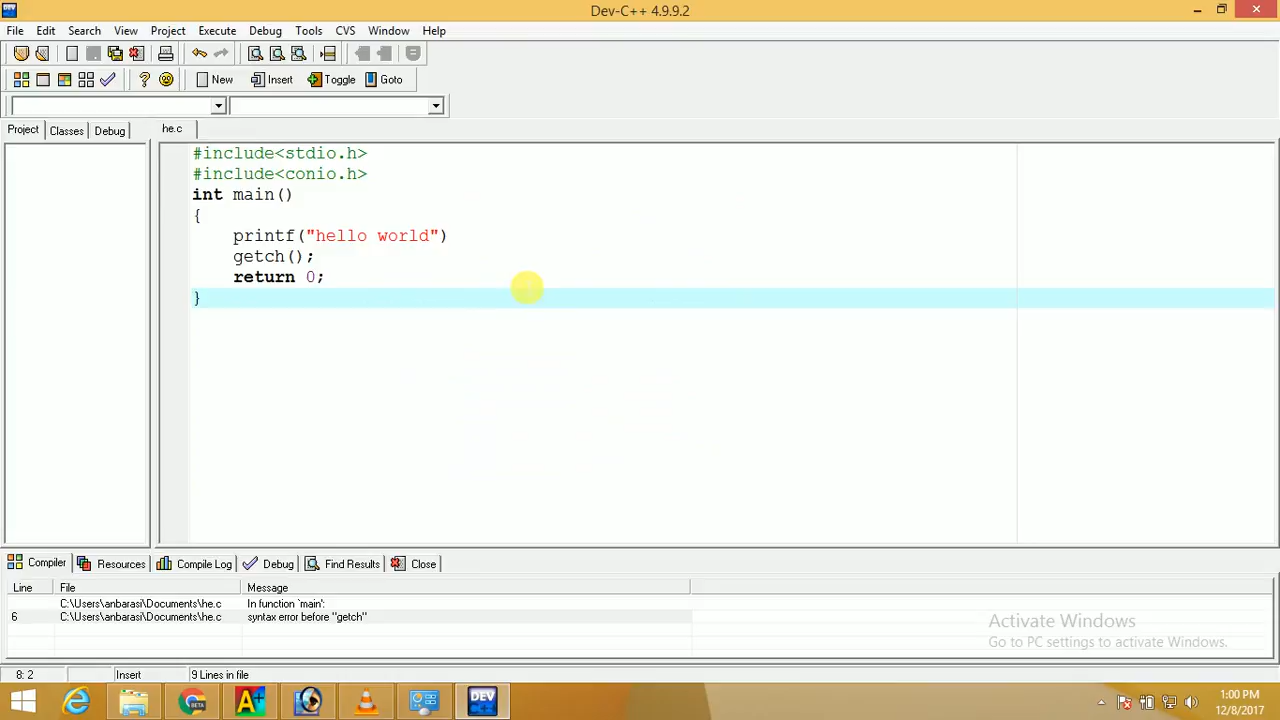 Dev-C++ 4.9.9.2
File Edit Search View Project Execute Debug Tools CVS Window Help
New Insert Toggle Goto
Project Classes Debug he.c
#include<stdio.h>
#include<conio.h>
int main()
{
printf("hello world")
getch();
return 0;
}
Compiler Resources Compile Log Debug Find Results Close
Line File Message
C:\Users\anbarasi\Documents\he.c In function `main':
6 C:\Users\anbarasi\Documents\he.c syntax error before "getch"
Activate Windows
Go to PC settings to activate Windows.
8: 2 Insert 9 Lines in file
BETA A+ DEV C++
1:00 PM
12/8/2017